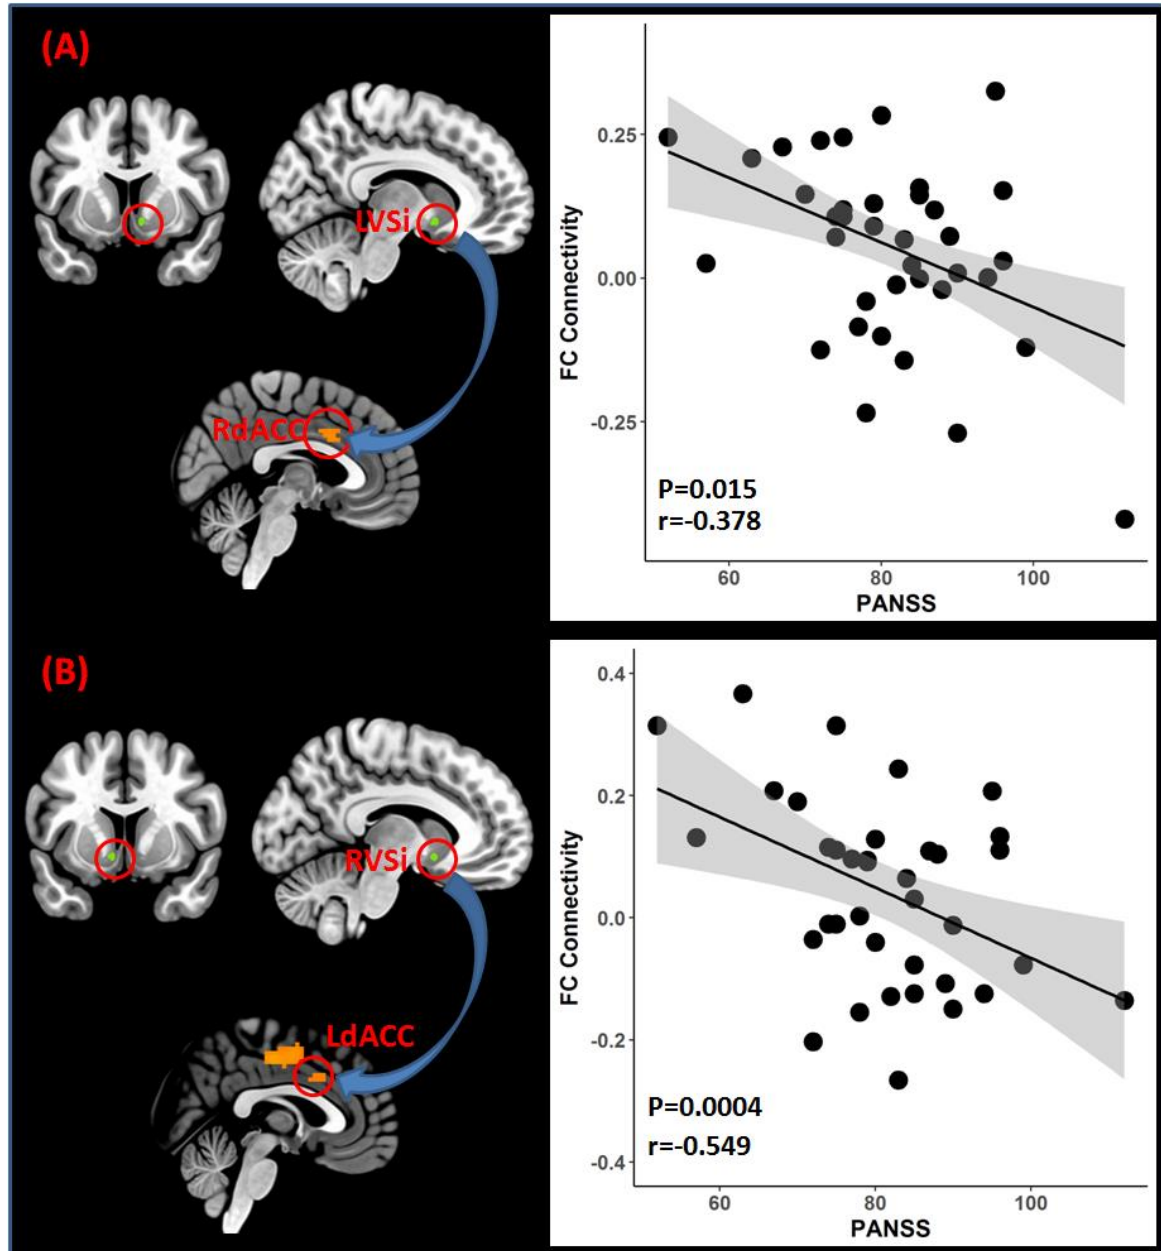 (A)
LVSi
RdACC
FC Connectivity
0.25
0.00
-0.25
P=0.015
r=-0.378
60 80 100
PANSS
(B)
RVSi
LdACC
FC Connectivity
0.4
0.2
0.0
-0.2
-0.4
P=0.0004
r=-0.549
60 80 100
PANSS